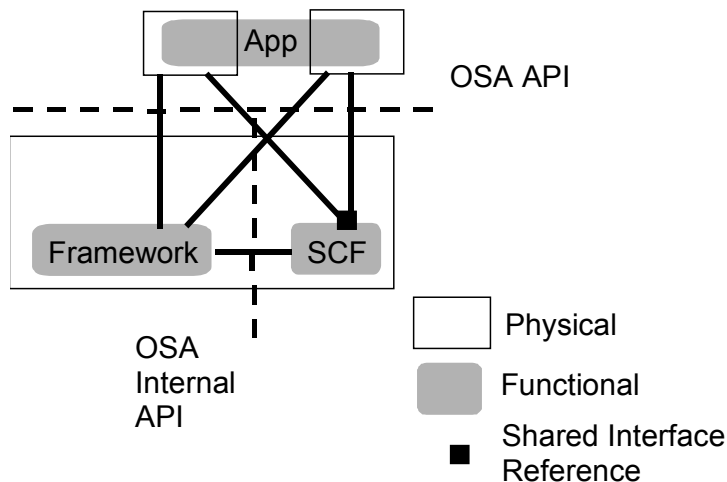 App
OSA API
Framework
SCF
OSA
Internal
API
Physical
Functional
Shared Interface
Reference